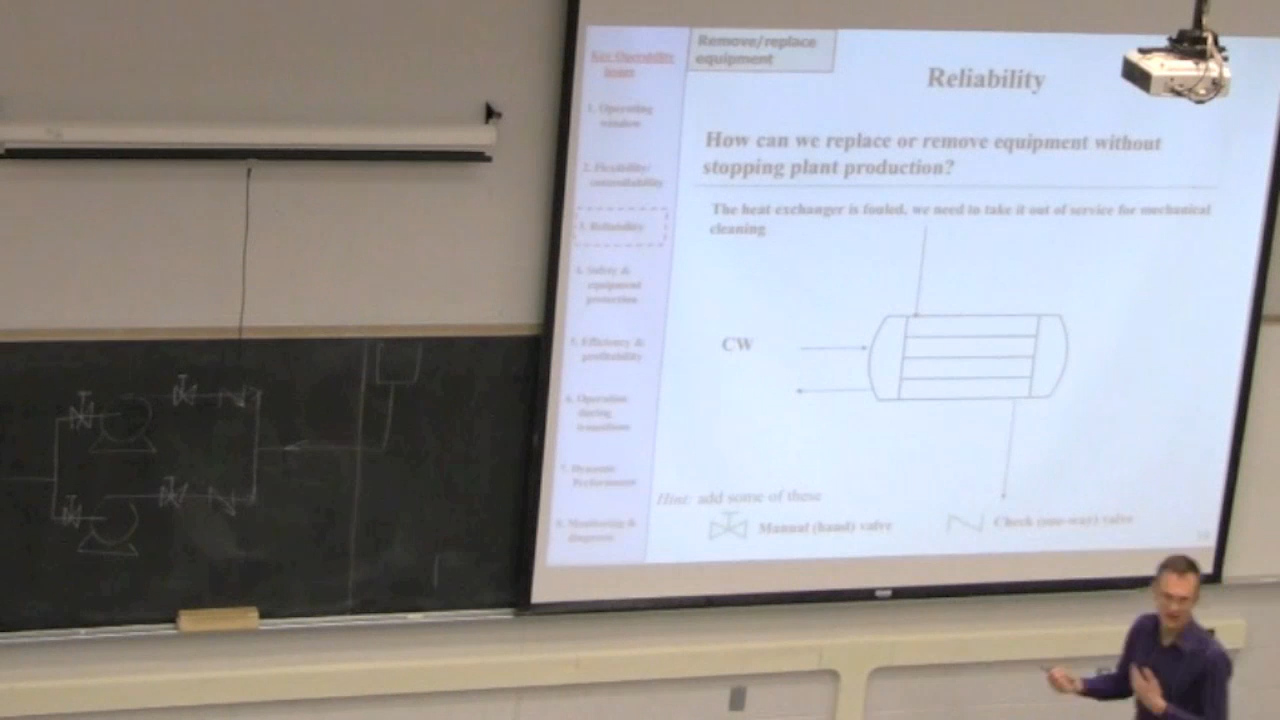 Remove/replace
equipment
Reliability
Key Operability
issues
1. Operating
window
2. Flexibility/
controllability
3. Reliability
4. Safety &
equipment
protection
5. Efficiency &
profitability
6. Operation
during
transitions
7. Dynamic
Performance
8. Monitoring &
diagnosis
How can we replace or remove equipment without
stopping plant production?
The heat exchanger is fouled, we need to take it out of service for mechanical
cleaning
CW
Hint: add some of these
Manual (hand) valve
Check (one-way) valve